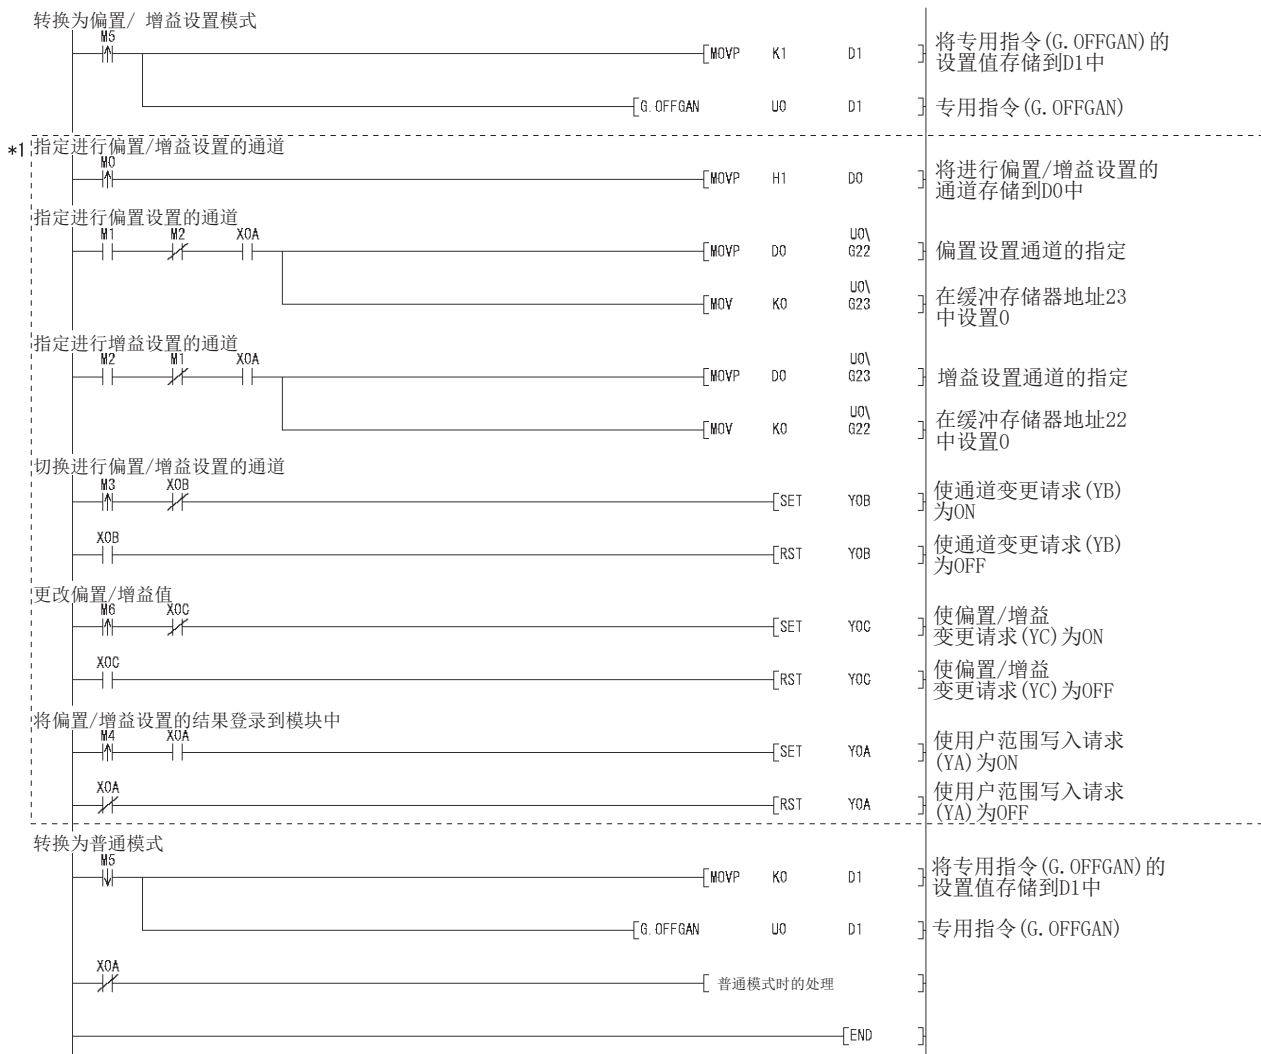 转换为偏置/ 增益设置模式
M5
MOVP K1 D1
将专用指令(G.OFFGAN)的
设置值存储到D1中
G.OFFGAN U0 D1
专用指令(G.OFFGAN)
*1
指定进行偏置/增益设置的通道
M0
MOVP H1 D0
将进行偏置/增益设置的
通道存储到D0中
指定进行偏置设置的通道
M1 M2 X0A
U0\
MOVP D0 G22
偏置设置通道的指定
U0\
MOV K0 G23
在缓冲存储器地址23
中设置0
指定进行增益设置的通道
M2 M1 X0A
U0\
MOVP D0 G23
增益设置通道的指定
U0\
MOV K0 G22
在缓冲存储器地址22
中设置0
切换进行偏置/增益设置的通道
M3 X0B
SET Y0B
使通道变更请求(YB)
为ON
X0B
RST Y0B
使通道变更请求(YB)
为OFF
更改偏置/增益值
M6 X0C
SET Y0C
使偏置/增益
变更请求(YC)为ON
X0C
RST Y0C
使偏置/增益
变更请求(YC)为OFF
将偏置/增益设置的结果登录到模块中
M4 X0A
SET Y0A
使用户范围写入请求
(YA)为ON
X0A
RST Y0A
使用户范围写入请求
(YA)为OFF
转换为普通模式
M5
MOVP K0 D1
将专用指令(G.OFFGAN)的
设置值存储到D1中
G.OFFGAN U0 D1
专用指令(G.OFFGAN)
X0A
普通模式时的处理
END